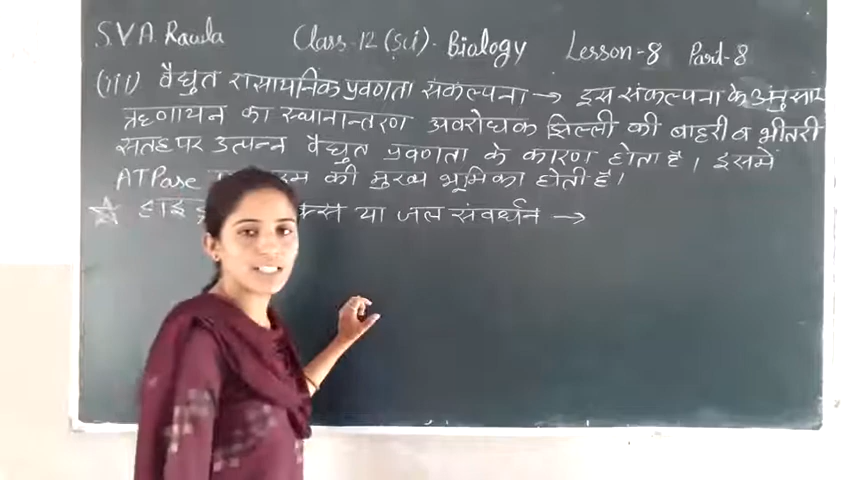 S.V.A. Rawla Class-12 (Sci). Biology Lesson-8 Part-8
(iii) वैद्युत रासायनिक प्रवणता संकल्पना → इस संकल्पना के अनुसार
ऋणायन का स्थानान्तरण अवरोधक झिल्ली की बाहरी व भीतरी
सतह पर उत्पन्न वैद्युत प्रवणता के कारण होता है। इसमें
ATPase की मुख्य भूमिका होती है।
या जल संवर्धन →